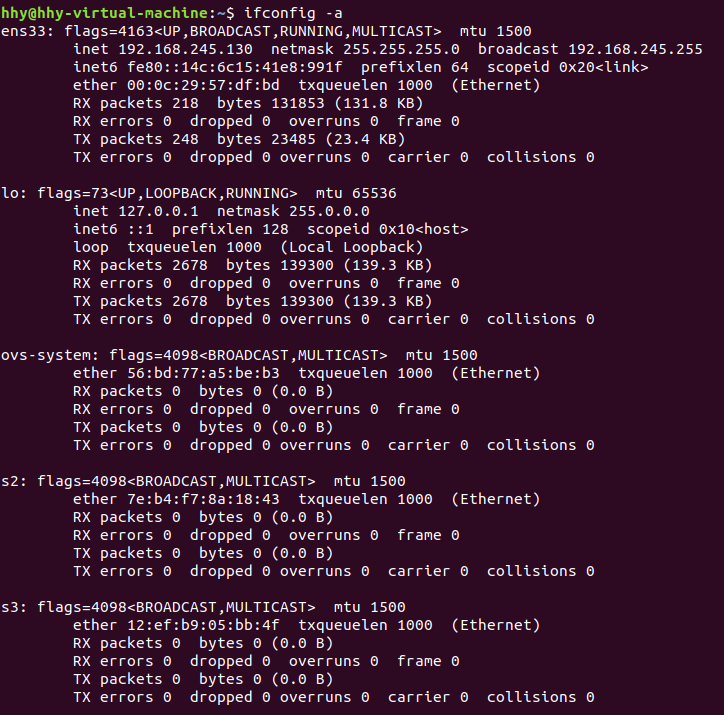 hhy@hhy-virtual-machine:~$ ifconfig -a
ens33: flags=4163<UP,BROADCAST,RUNNING,MULTICAST>  mtu 1500
        inet 192.168.245.130  netmask 255.255.255.0  broadcast 192.168.245.255
        inet6 fe80::14c:6c15:41e8:991f  prefixlen 64  scopeid 0x20<link>
        ether 00:0c:29:57:df:bd  txqueuelen 1000  (Ethernet)
        RX packets 218  bytes 131853 (131.8 KB)
        RX errors 0  dropped 0  overruns 0  frame 0
        TX packets 248  bytes 23485 (23.4 KB)
        TX errors 0  dropped 0 overruns 0  carrier 0  collisions 0

lo: flags=73<UP,LOOPBACK,RUNNING>  mtu 65536
        inet 127.0.0.1  netmask 255.0.0.0
        inet6 ::1  prefixlen 128  scopeid 0x10<host>
        loop  txqueuelen 1000  (Local Loopback)
        RX packets 2678  bytes 139300 (139.3 KB)
        RX errors 0  dropped 0  overruns 0  frame 0
        TX packets 2678  bytes 139300 (139.3 KB)
        TX errors 0  dropped 0 overruns 0  carrier 0  collisions 0

ovs-system: flags=4098<BROADCAST,MULTICAST>  mtu 1500
        ether 56:bd:77:a5:be:b3  txqueuelen 1000  (Ethernet)
        RX packets 0  bytes 0 (0.0 B)
        RX errors 0  dropped 0  overruns 0  frame 0
        TX packets 0  bytes 0 (0.0 B)
        TX errors 0  dropped 0 overruns 0  carrier 0  collisions 0

s2: flags=4098<BROADCAST,MULTICAST>  mtu 1500
        ether 7e:b4:f7:8a:18:43  txqueuelen 1000  (Ethernet)
        RX packets 0  bytes 0 (0.0 B)
        RX errors 0  dropped 0  overruns 0  frame 0
        TX packets 0  bytes 0 (0.0 B)
        TX errors 0  dropped 0 overruns 0  carrier 0  collisions 0

s3: flags=4098<BROADCAST,MULTICAST>  mtu 1500
        ether 12:ef:b9:05:bb:4f  txqueuelen 1000  (Ethernet)
        RX packets 0  bytes 0 (0.0 B)
        RX errors 0  dropped 0  overruns 0  frame 0
        TX packets 0  bytes 0 (0.0 B)
        TX errors 0  dropped 0 overruns 0  carrier 0  collisions 0